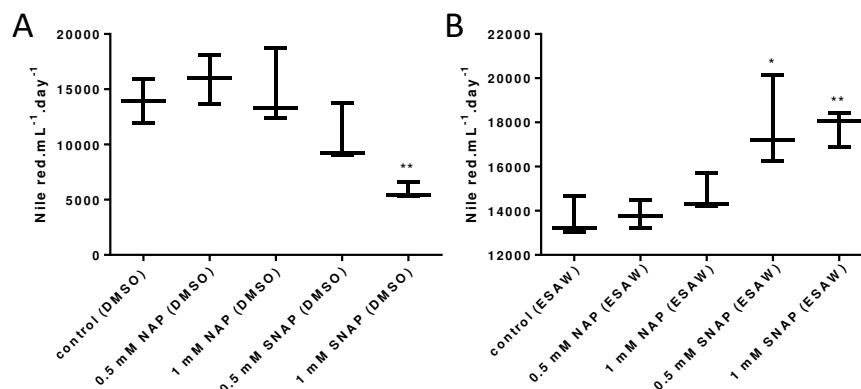 A
Nile red.mL⁻¹.day⁻¹
20000
15000
10000
5000
0
**
control (DMSO)
0.5 mM NAP (DMSO)
1 mM NAP (DMSO)
0.5 mM SNAP (DMSO)
1 mM SNAP (DMSO)
B
Nile red.mL⁻¹.day⁻¹
22000
20000
18000
16000
14000
12000
*
**
control (ESAW)
0.5 mM NAP (ESAW)
1 mM NAP (ESAW)
0.5 mM SNAP (ESAW)
1 mM SNAP (ESAW)